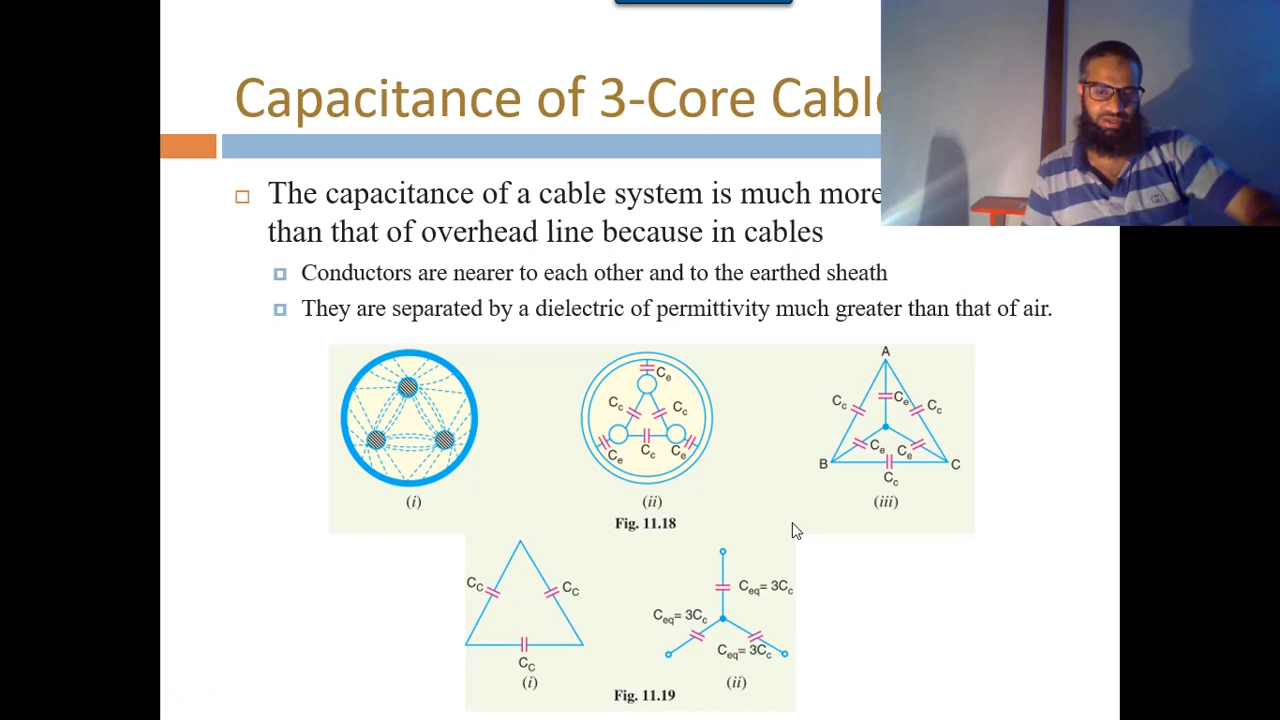 Capacitance of 3-Core Cable
The capacitance of a cable system is much more
than that of overhead line because in cables
Conductors are nearer to each other and to the earthed sheath
They are separated by a dielectric of permittivity much greater than that of air.
(i)
Ce
Cc
Cc
Ce
Cc
Ce
(ii)
A
Cc
Ce
Cc
Ce
Ce
B
C
Cc
(iii)
Fig. 11.18
CC
CC
CC
(i)
Ceq= 3Cc
Ceq= 3Cc
Ceq= 3Cc
(ii)
Fig. 11.19